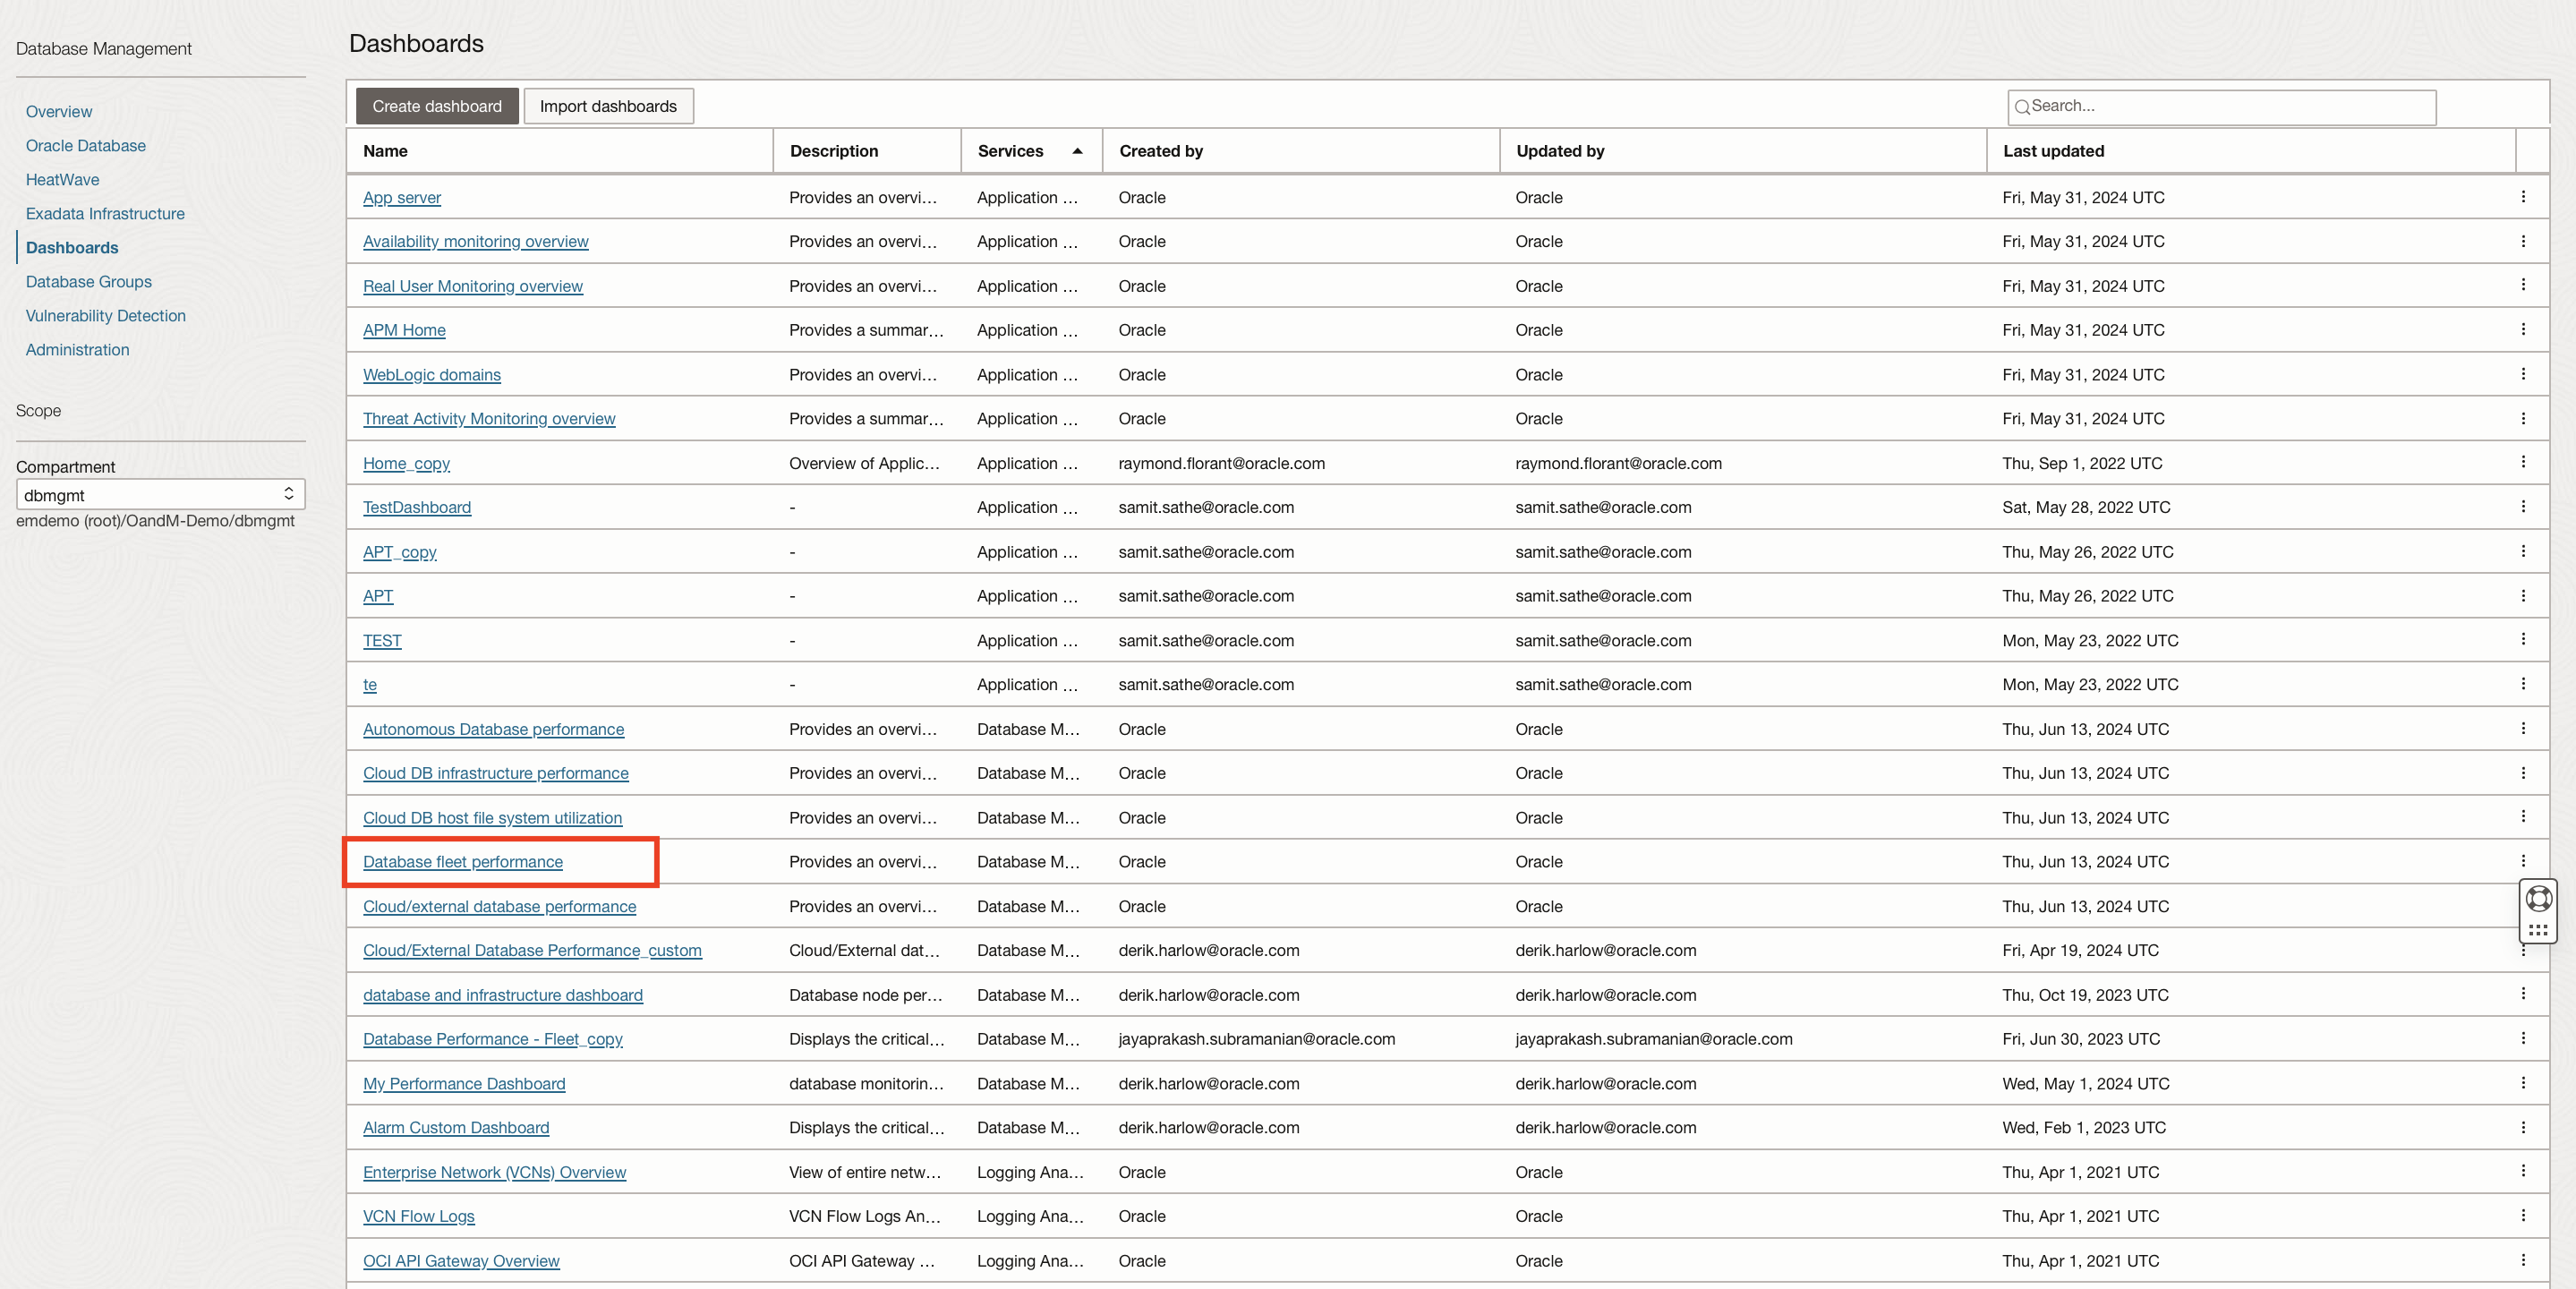 Database Management
Overview
Oracle Database
HeatWave
Exadata Infrastructure
Dashboards
Database Groups
Vulnerability Detection
Administration
Scope
Compartment
dbmgmt
emdemo (root)/OandM-Demo/dbmgmt
Dashboards
Create dashboard Import dashboards Search...
Name Description Services Created by Updated by Last updated
App server Provides an overvi... Application ... Oracle Oracle Fri, May 31, 2024 UTC
Availability monitoring overview Provides an overvi... Application ... Oracle Oracle Fri, May 31, 2024 UTC
Real User Monitoring overview Provides an overvi... Application ... Oracle Oracle Fri, May 31, 2024 UTC
APM Home Provides a summar... Application ... Oracle Oracle Fri, May 31, 2024 UTC
WebLogic domains Provides an overvi... Application ... Oracle Oracle Fri, May 31, 2024 UTC
Threat Activity Monitoring overview Provides a summar... Application ... Oracle Oracle Fri, May 31, 2024 UTC
Home_copy Overview of Applic... Application ... raymond.florant@oracle.com raymond.florant@oracle.com Thu, Sep 1, 2022 UTC
TestDashboard - Application ... samit.sathe@oracle.com samit.sathe@oracle.com Sat, May 28, 2022 UTC
APT_copy - Application ... samit.sathe@oracle.com samit.sathe@oracle.com Thu, May 26, 2022 UTC
APT - Application ... samit.sathe@oracle.com samit.sathe@oracle.com Thu, May 26, 2022 UTC
TEST - Application ... samit.sathe@oracle.com samit.sathe@oracle.com Mon, May 23, 2022 UTC
te - Application ... samit.sathe@oracle.com samit.sathe@oracle.com Mon, May 23, 2022 UTC
Autonomous Database performance Provides an overvi... Database M... Oracle Oracle Thu, Jun 13, 2024 UTC
Cloud DB infrastructure performance Provides an overvi... Database M... Oracle Oracle Thu, Jun 13, 2024 UTC
Cloud DB host file system utilization Provides an overvi... Database M... Oracle Oracle Thu, Jun 13, 2024 UTC
Database fleet performance Provides an overvi... Database M... Oracle Oracle Thu, Jun 13, 2024 UTC
Cloud/external database performance Provides an overvi... Database M... Oracle Oracle Thu, Jun 13, 2024 UTC
Cloud/External Database Performance_custom Cloud/External dat... Database M... derik.harlow@oracle.com derik.harlow@oracle.com Fri, Apr 19, 2024 UTC
database and infrastructure dashboard Database node per... Database M... derik.harlow@oracle.com derik.harlow@oracle.com Thu, Oct 19, 2023 UTC
Database Performance - Fleet_copy Displays the critical... Database M... jayaprakash.subramanian@oracle.com jayaprakash.subramanian@oracle.com Fri, Jun 30, 2023 UTC
My Performance Dashboard database monitorin... Database M... derik.harlow@oracle.com derik.harlow@oracle.com Wed, May 1, 2024 UTC
Alarm Custom Dashboard Displays the critical... Database M... derik.harlow@oracle.com derik.harlow@oracle.com Wed, Feb 1, 2023 UTC
Enterprise Network (VCNs) Overview View of entire netw... Logging Ana... Oracle Oracle Thu, Apr 1, 2021 UTC
VCN Flow Logs VCN Flow Logs An... Logging Ana... Oracle Oracle Thu, Apr 1, 2021 UTC
OCI API Gateway Overview OCI API Gateway ... Logging Ana... Oracle Oracle Thu, Apr 1, 2021 UTC